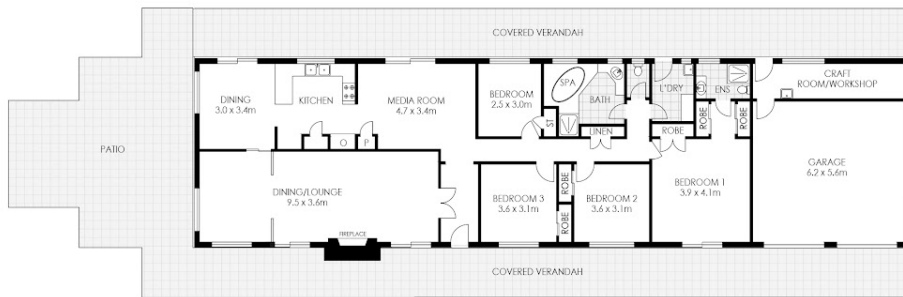 COVERED VERANDAH
SPA
BATH
L'DRY
ENS
CRAFT
ROOM/WORKSHOP
DINING
3.0 x 3.4m
KITCHEN
MEDIA ROOM
4.7 x 3.4m
BEDROOM
2.5 x 3.0m
ST
LINEN
ROBE
ROBE
ROBE
O
P
PATIO
DINING/LOUNGE
9.5 x 3.6m
FIREPLACE
BEDROOM 3
3.6 x 3.1m
ROBE
ROBE
BEDROOM 2
3.6 x 3.1m
BEDROOM 1
3.9 x 4.1m
GARAGE
6.2 x 5.6m
COVERED VERANDAH